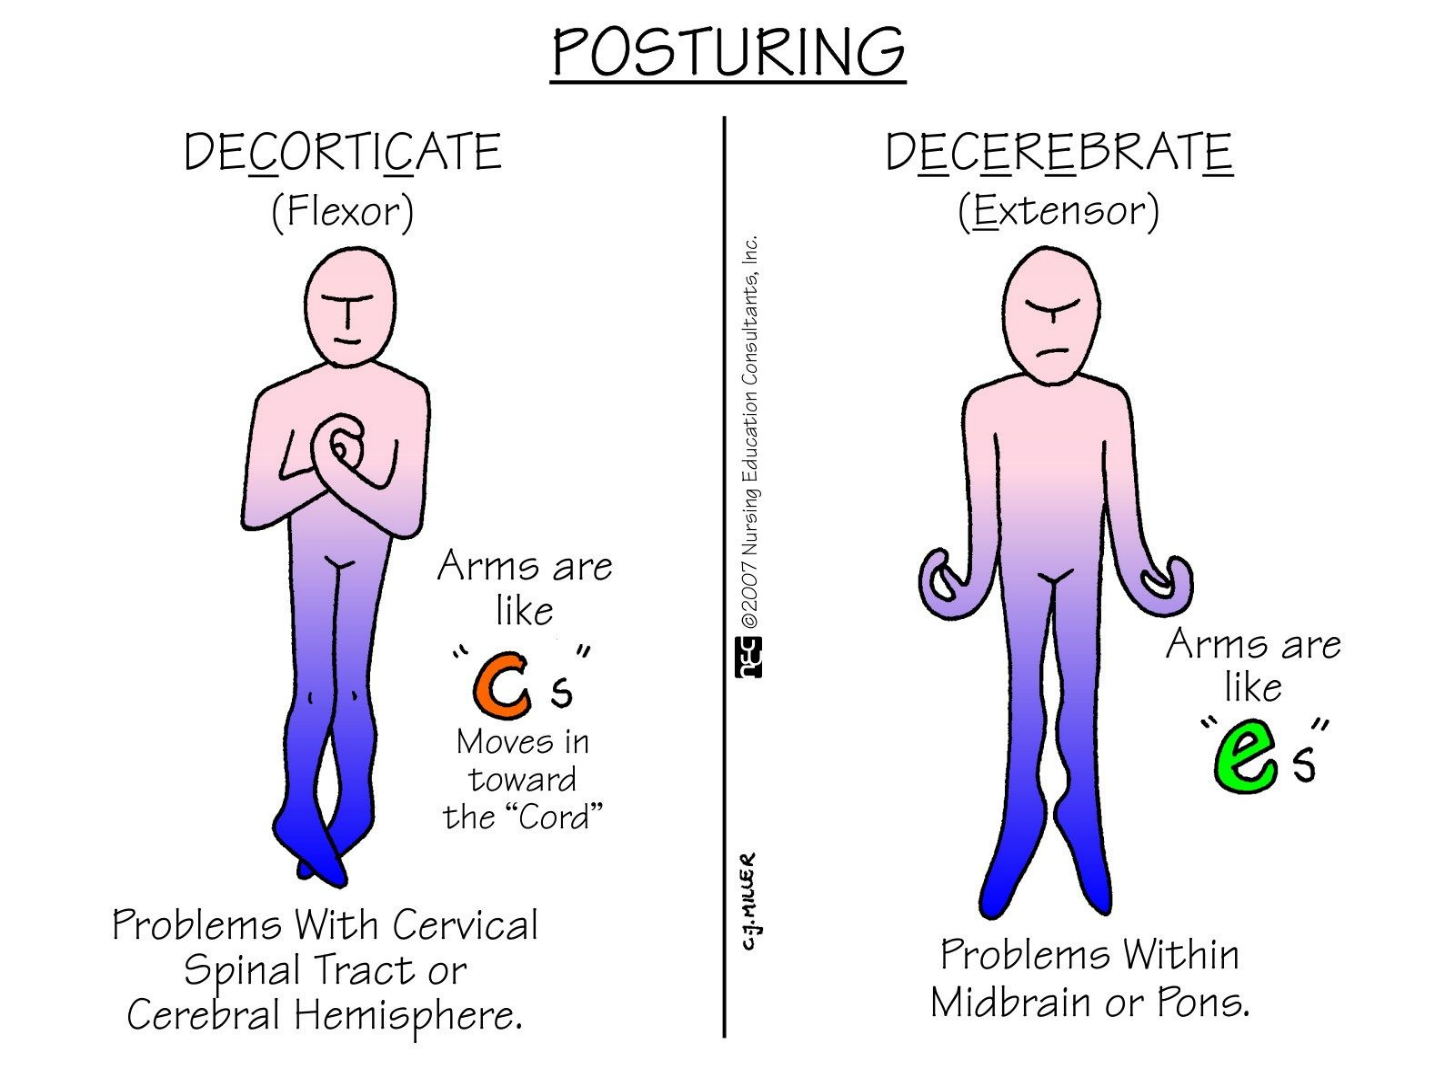 POSTURING
DECORTICATE
(Flexor)
Arms are
like
"Cs"
Moves in
toward
the “Cord”
Problems With Cervical
Spinal Tract or
Cerebral Hemisphere.
DECEREBRATE
(Extensor)
Arms are
like
"es"
Problems Within
Midbrain or Pons.
NEC ©2007 Nursing Education Consultants, Inc.
C.J. MILLER